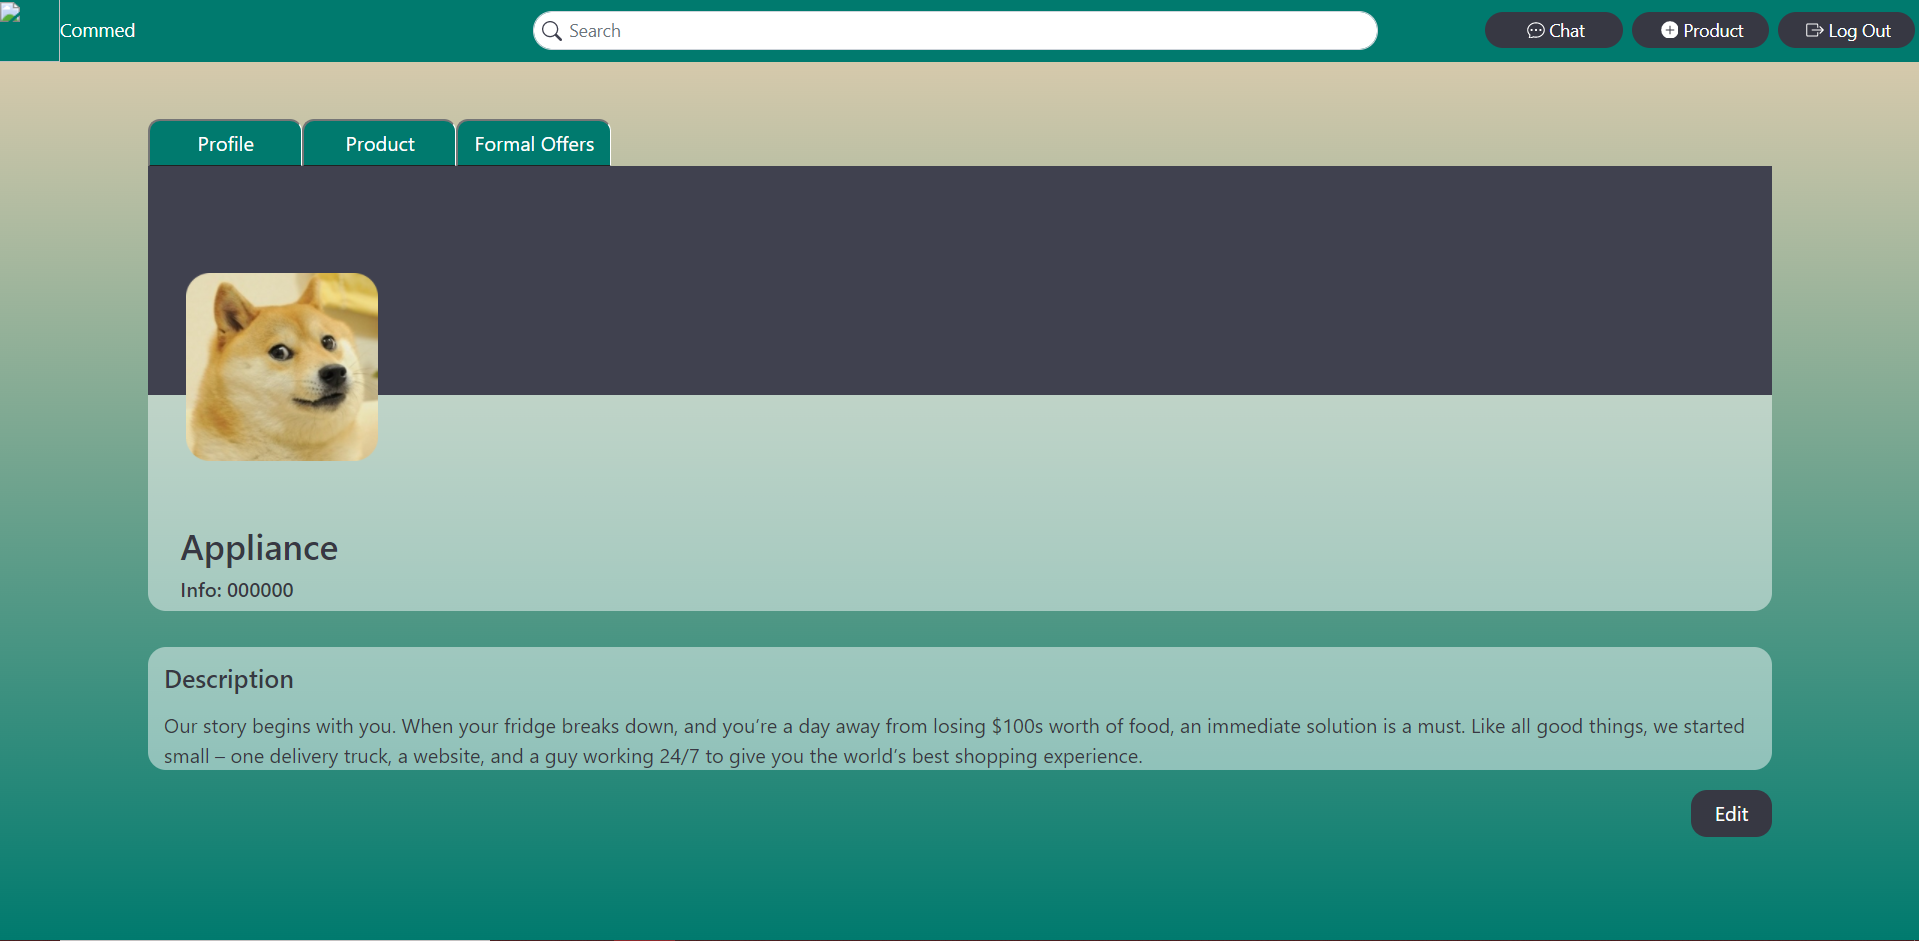 Commed
Search
Chat
Product
Log Out
Profile
Product
Formal Offers
Appliance
Info: 000000
Description
Our story begins with you. When your fridge breaks down, and you’re a day away from losing $100s worth of food, an immediate solution is a must. Like all good things, we started
small – one delivery truck, a website, and a guy working 24/7 to give you the world’s best shopping experience.
Edit